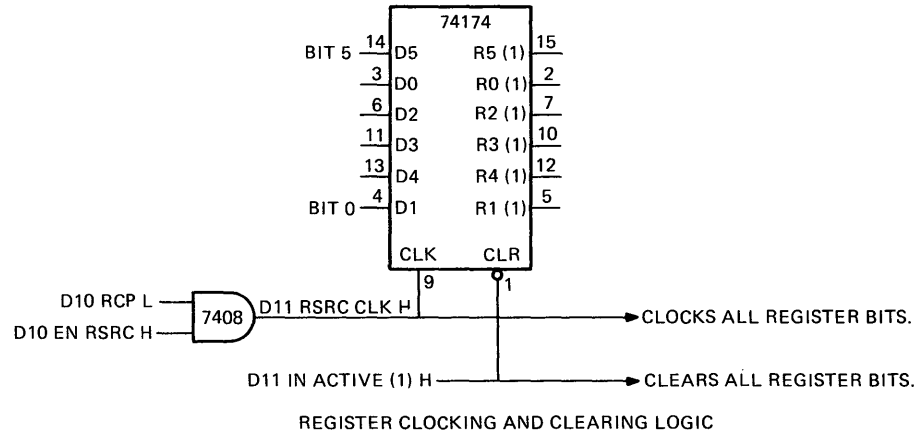 74174
BIT 5 14 D5 R5 (1) 15
3 D0 R0 (1) 2
6 D2 R2 (1) 7
11 D3 R3 (1) 10
13 D4 R4 (1) 12
BIT 0 4 D1 R1 (1) 5
CLK CLR
9 1
D10 RCP L
7408
D10 EN RSRC H
D11 RSRC CLK H
CLOCKS ALL REGISTER BITS.
D11 IN ACTIVE (1) H
CLEARS ALL REGISTER BITS.
REGISTER CLOCKING AND CLEARING LOGIC